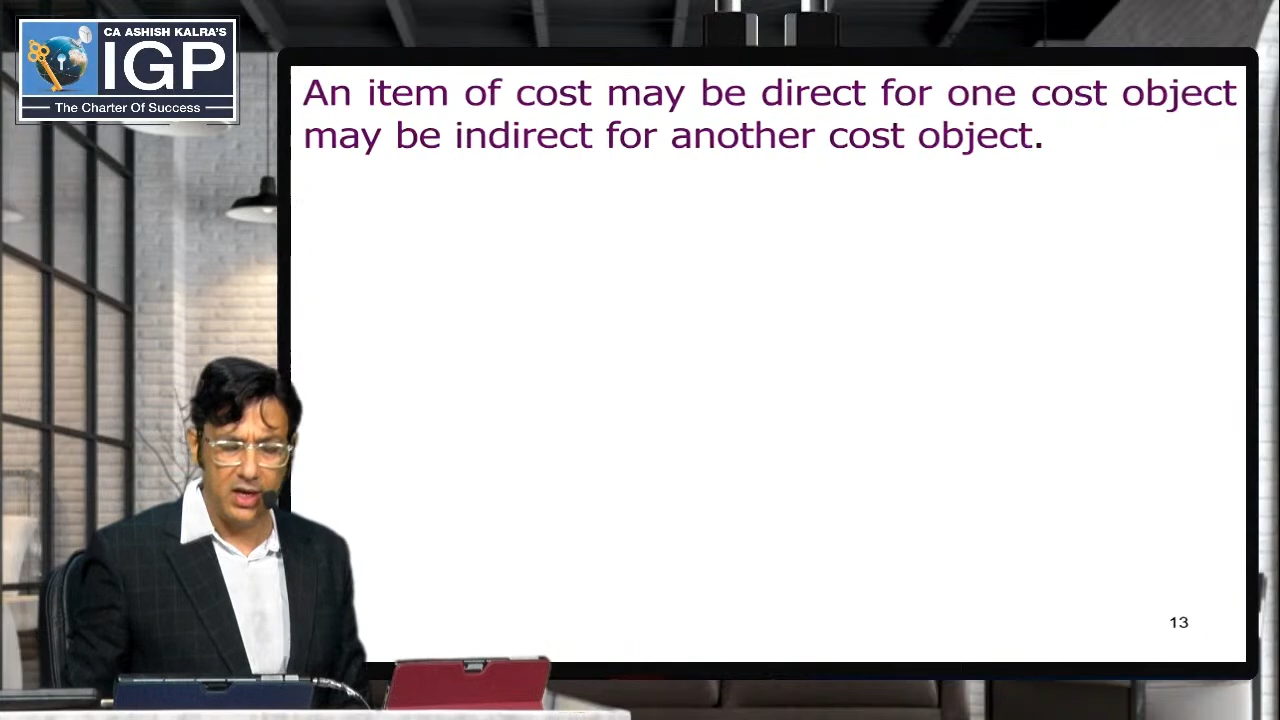 CA ASHISH KALRA'S
IGP
The Charter Of Success
An item of cost may be direct for one cost object
may be indirect for another cost object.
13